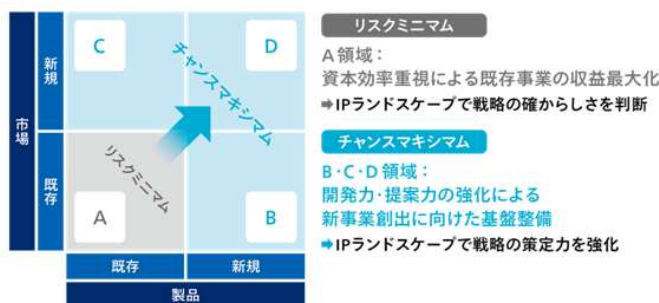 C
D
チャンスマキシマム
リスクミニマム
A
B
市場
新規
既存
既存
新規
製品
リスクミニマム
A領域：
資本効率重視による既存事業の収益最大化
➡IPランドスケープで戦略の確からしさを判断
チャンスマキシマム
B・C・D領域：
開発力・提案力の強化による
新事業創出に向けた基盤整備
➡IPランドスケープで戦略の策定力を強化